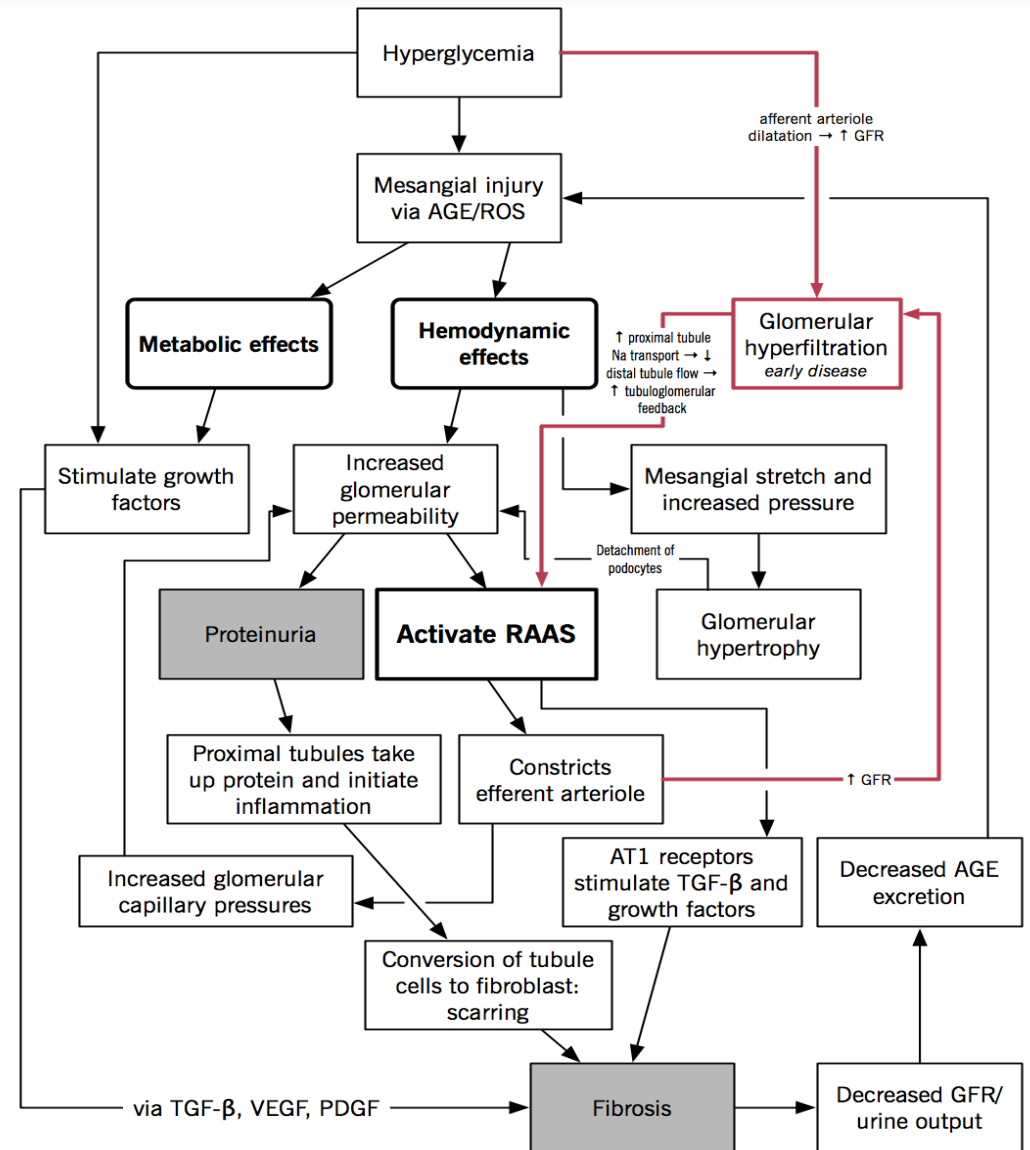 Hyperglycemia
afferent arteriole
dilatation → ↑ GFR
Mesangial injury
via AGE/ROS
Metabolic effects
Hemodynamic
effects
↑ proximal tubule
Na transport → ↓
distal tubule flow →
↑ tubuloglomerular
feedback
Glomerular
hyperfiltration
early disease
Stimulate growth
factors
Increased
glomerular
permeability
Mesangial stretch and
increased pressure
Detachment of
podocytes
Proteinuria
Activate RAAS
Glomerular
hypertrophy
Proximal tubules take
up protein and initiate
inflammation
Constricts
efferent arteriole
↑ GFR
Increased glomerular
capillary pressures
AT1 receptors
stimulate TGF-β and
growth factors
Decreased AGE
excretion
Conversion of tubule
cells to fibroblast:
scarring
via TGF-β, VEGF, PDGF
Fibrosis
Decreased GFR/
urine output